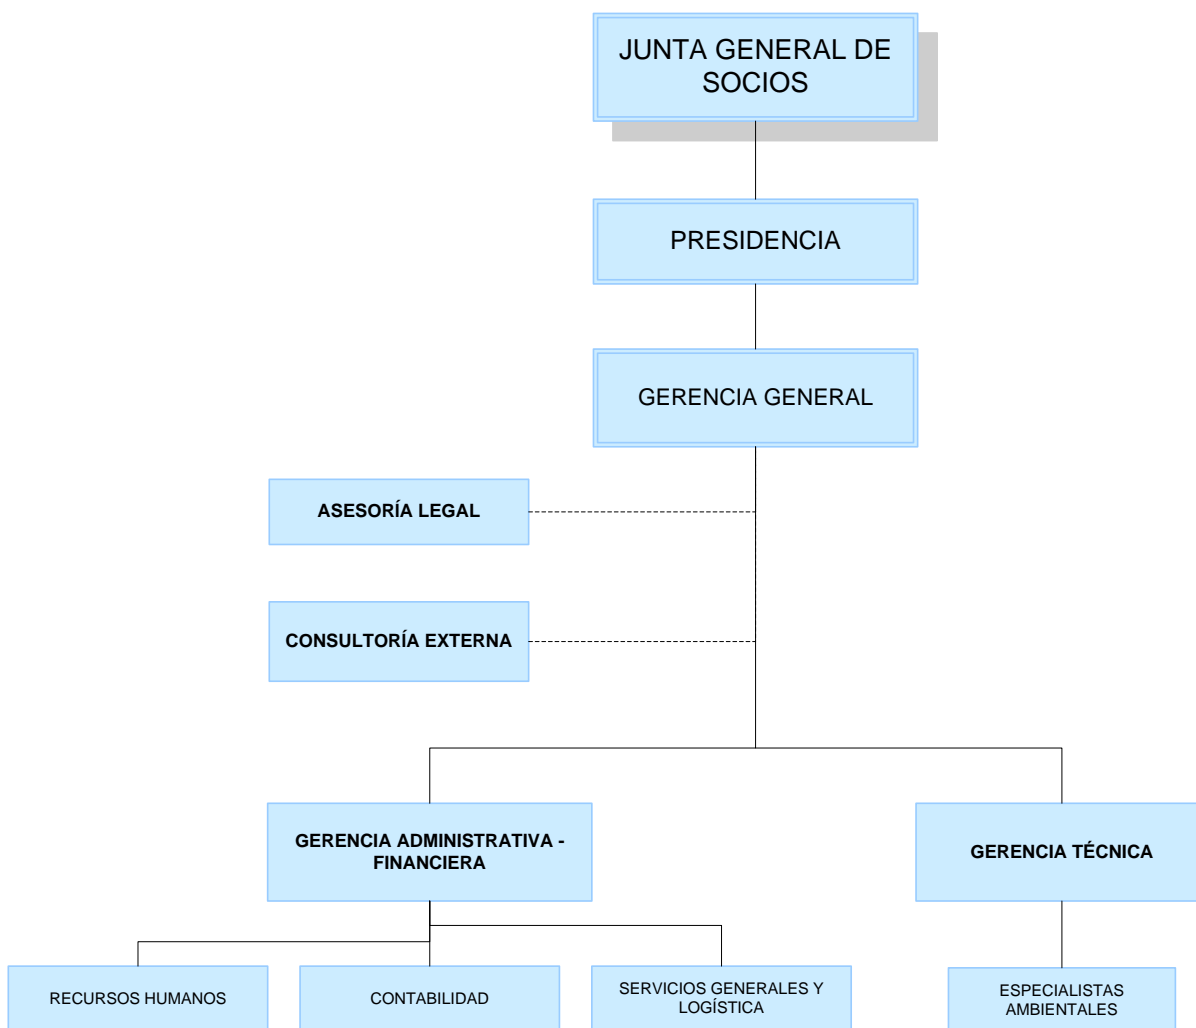 JUNTA GENERAL DE
SOCIOS
PRESIDENCIA
GERENCIA GENERAL
ASESORÍA LEGAL
CONSULTORÍA EXTERNA
GERENCIA ADMINISTRATIVA -
FINANCIERA
GERENCIA TÉCNICA
RECURSOS HUMANOS
CONTABILIDAD
SERVICIOS GENERALES Y
LOGÍSTICA
ESPECIALISTAS
AMBIENTALES